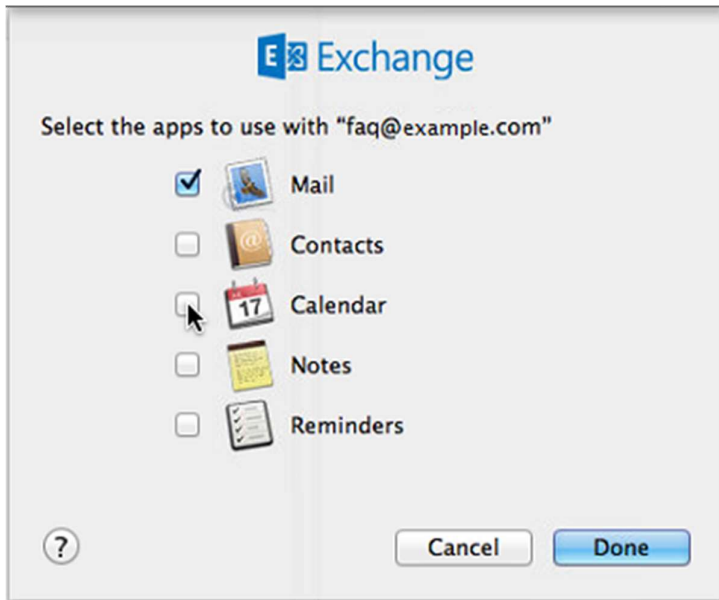 E Exchange
Select the apps to use with “faq@example.com”
Mail
@
Contacts
17
Calendar
Notes
Reminders
?
Cancel
Done